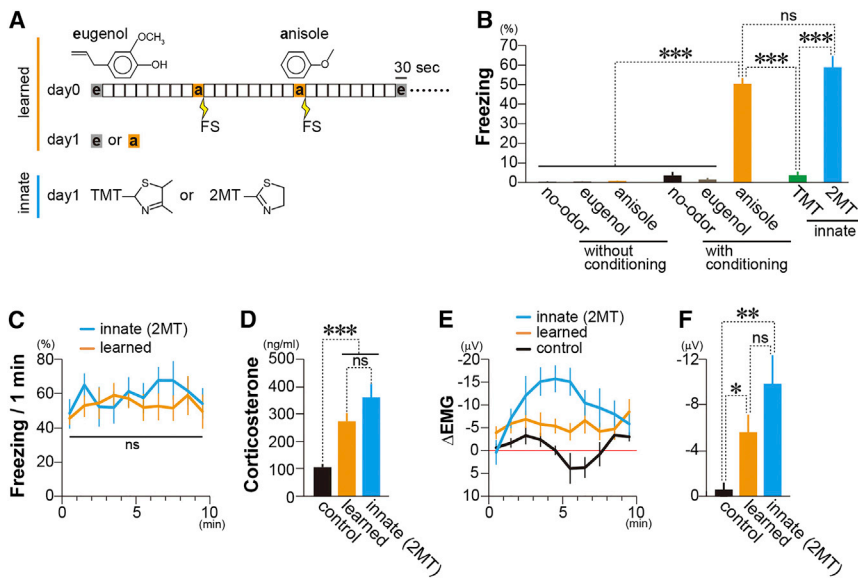 A
eugenol
anisole
OCH₃
OH
O
30 sec
learned
day0
e
a
a
e
FS
FS
day1
e or a
innate
day1
TMT
S
N
or
2MT
S
N
B
(%)
Freezing
70
60
50
40
30
20
10
0
ns
***
***
***
no-odor
eugenol
anisole
no-odor
eugenol
anisole
TMT
2MT
without
conditioning
with
conditioning
innate
C
innate (2MT)
learned
(%)
Freezing / 1 min
80
60
40
20
0
ns
0
5
10
(min)
D
(ng/ml)
Corticosterone
500
400
300
200
100
0
***
ns
control
learned
innate (2MT)
E
innate (2MT)
learned
control
(μV)
ΔEMG
-20
-15
-10
-5
0
5
10
0
5
10
(min)
F
(μV)
-12
-8
-4
0
**
ns
*
control
learned
innate (2MT)